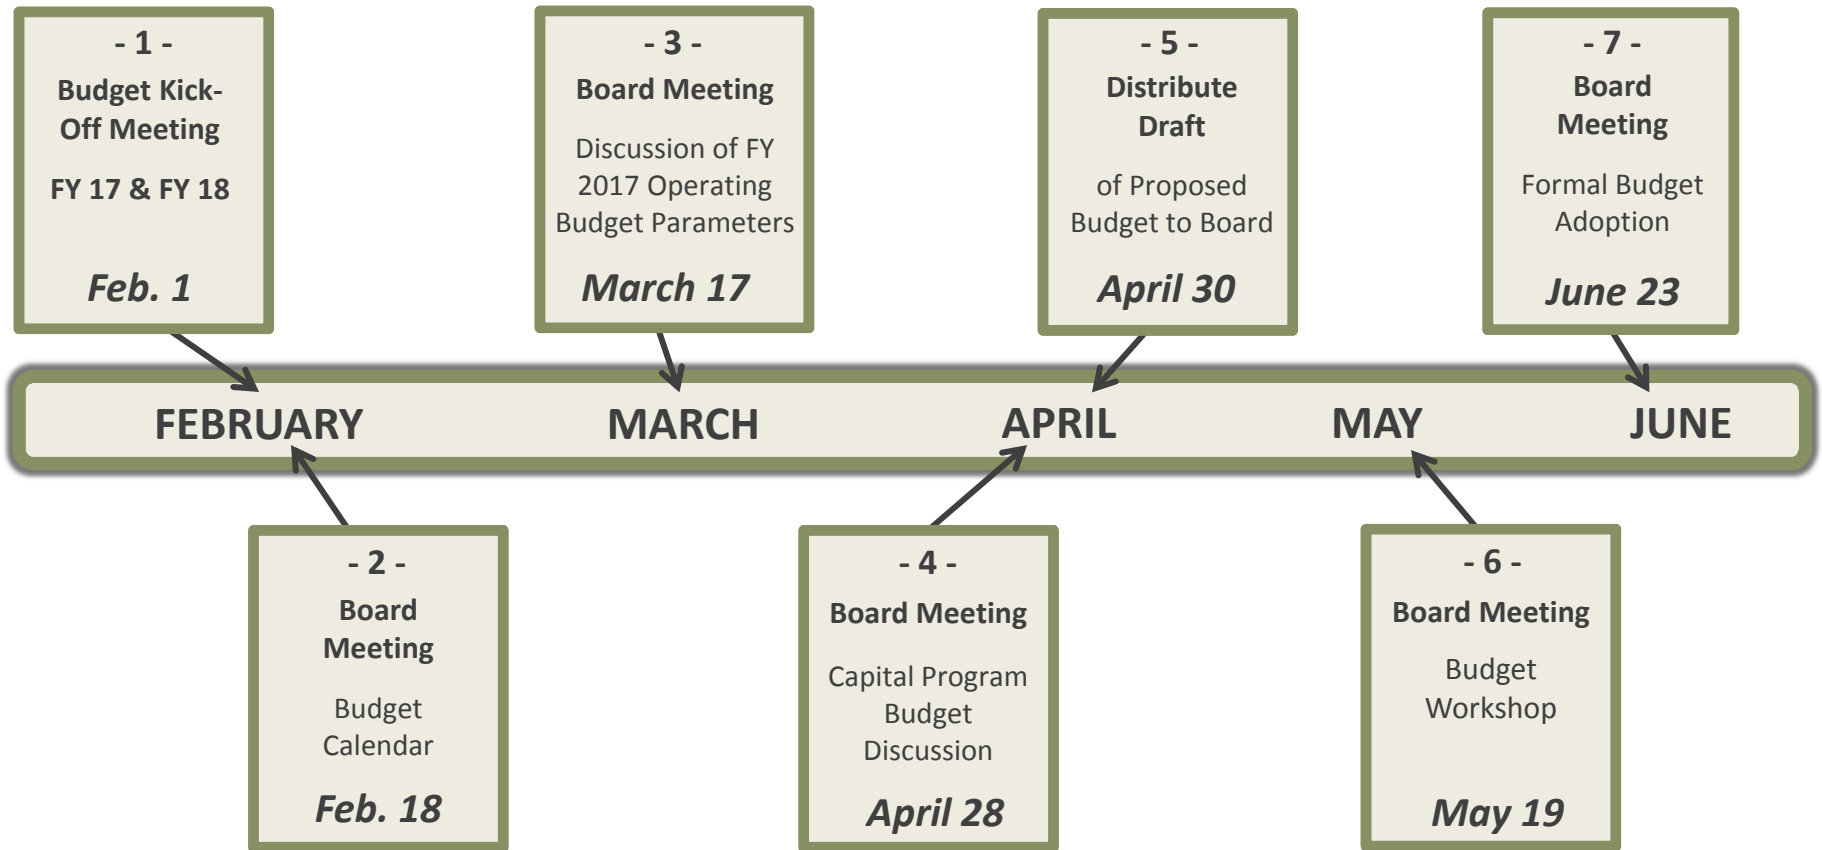 - 1 -
Budget Kick-
Off Meeting
FY 17 & FY 18
Feb. 1
- 3 -
Board Meeting
Discussion of FY
2017 Operating
Budget Parameters
March 17
- 5 -
Distribute
Draft
of Proposed
Budget to Board
April 30
- 7 -
Board
Meeting
Formal Budget
Adoption
June 23
FEBRUARY MARCH APRIL MAY JUNE
- 2 -
Board
Meeting
Budget
Calendar
Feb. 18
- 4 -
Board Meeting
Capital Program
Budget
Discussion
April 28
- 6 -
Board Meeting
Budget
Workshop
May 19